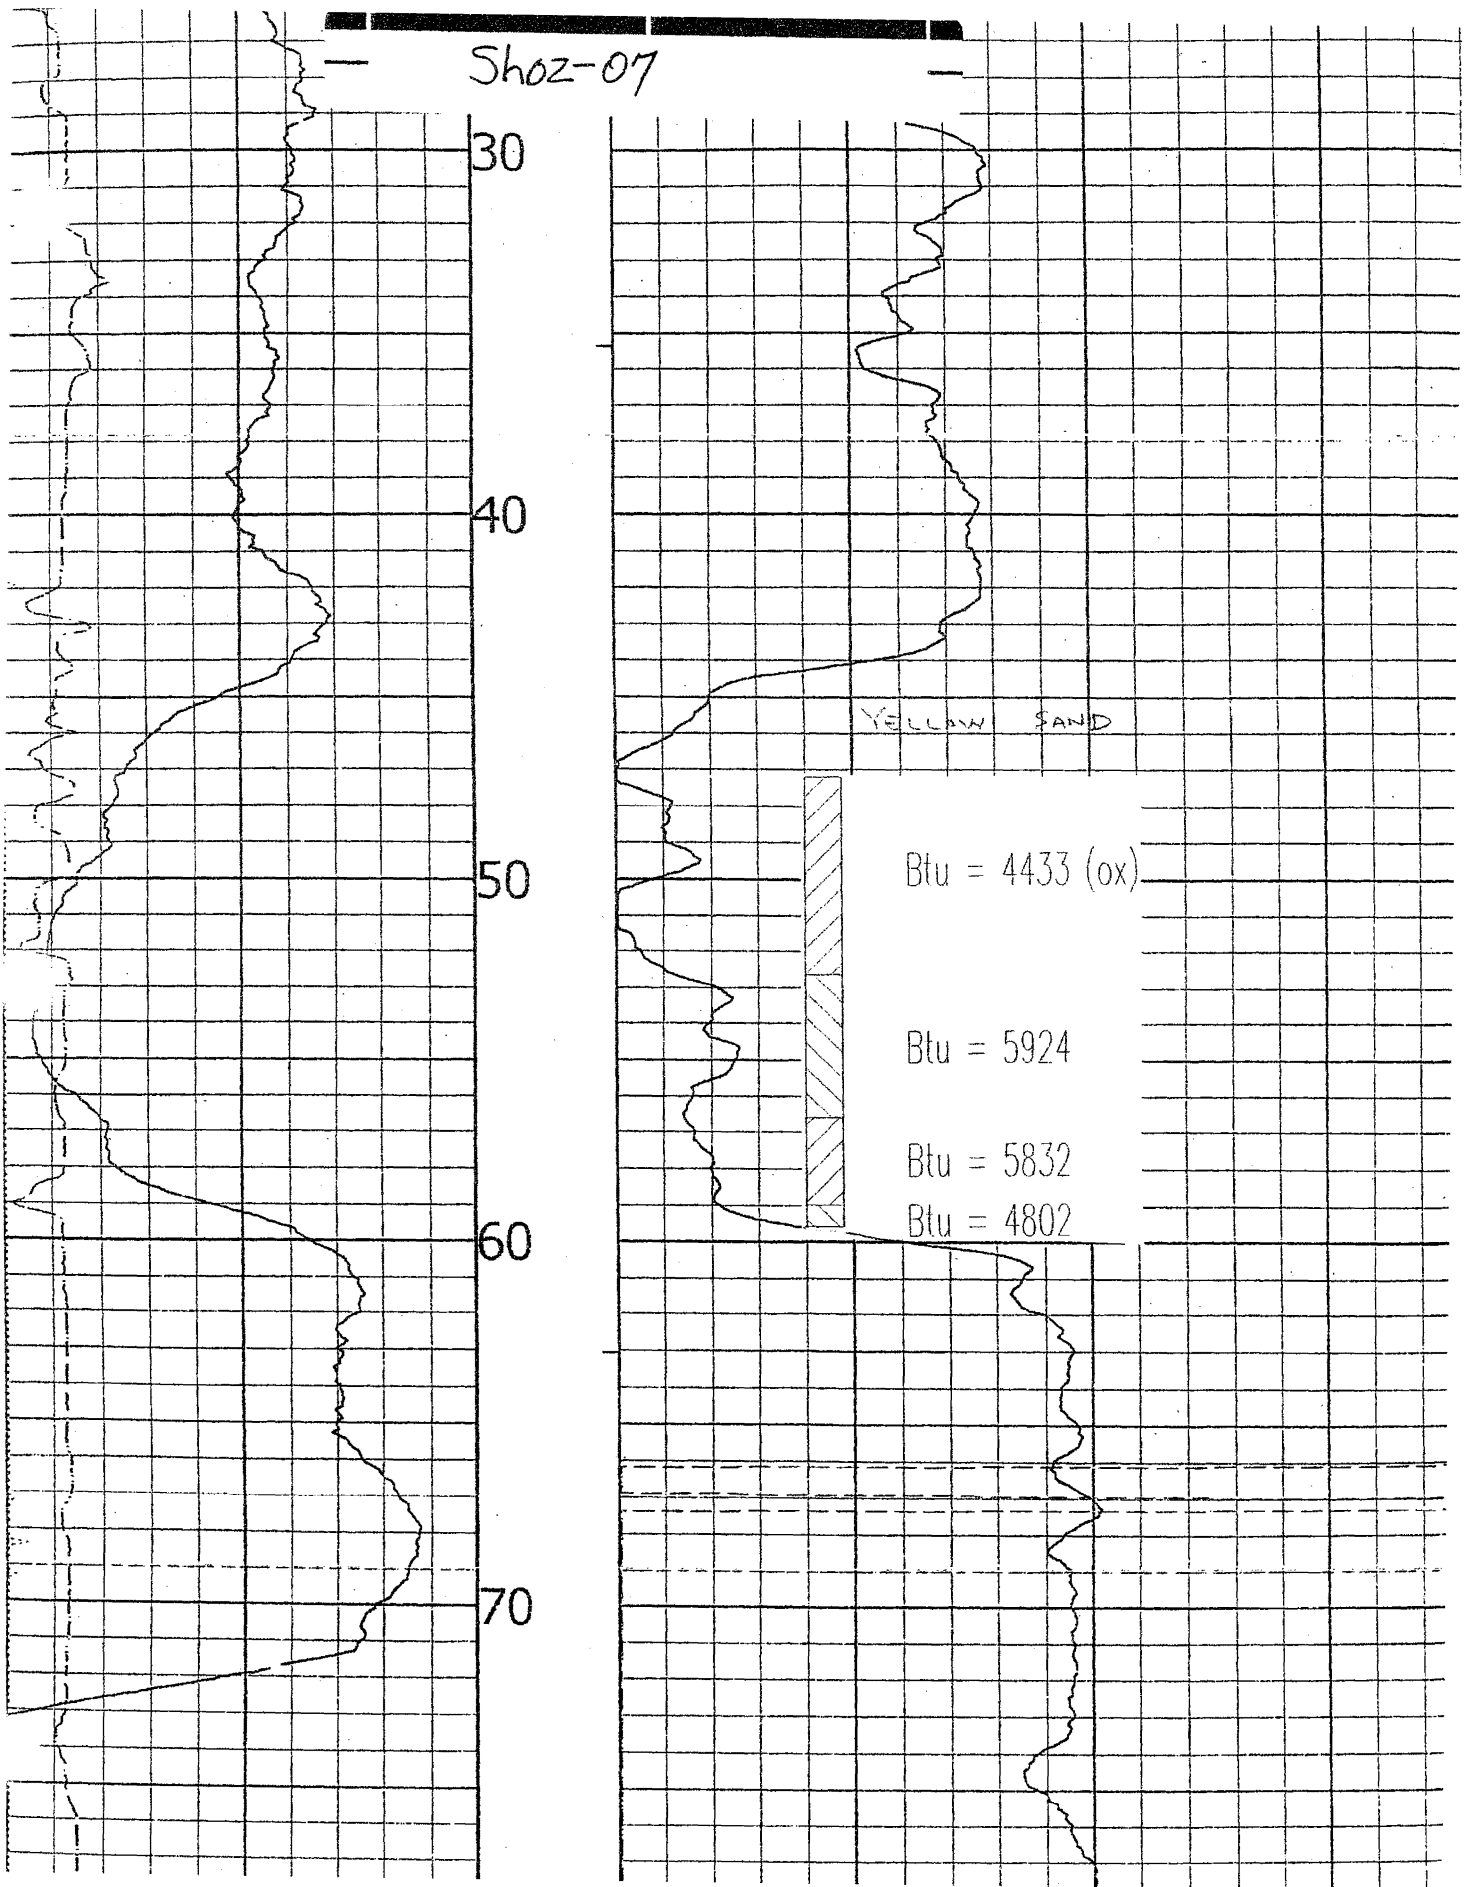 Shoz-07
30
40
YELLOW SAND
Btu = 4433 (ox)
50
Btu = 5924
Btu = 5832
Btu = 4802
60
70